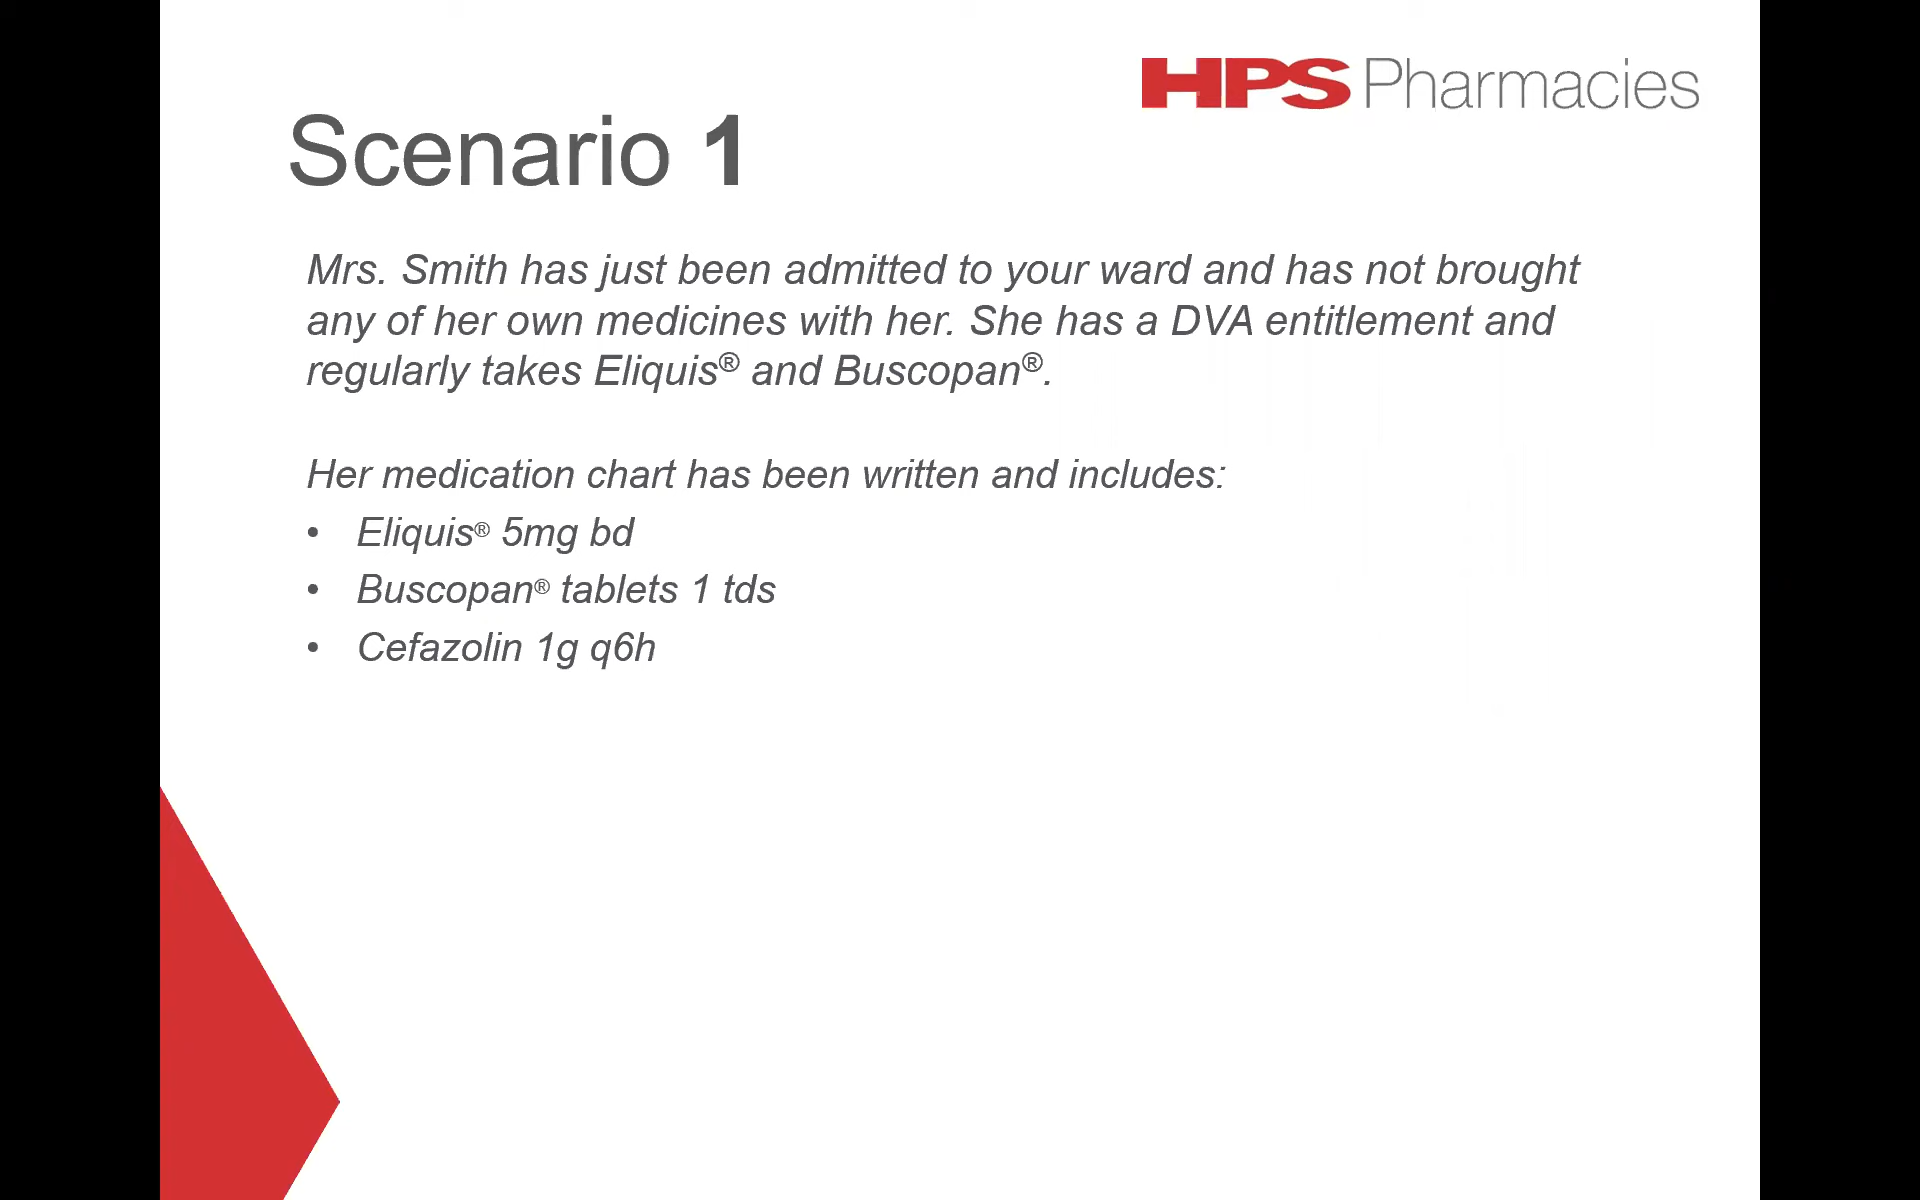 HPS Pharmacies
Scenario 1
Mrs. Smith has just been admitted to your ward and has not brought
any of her own medicines with her. She has a DVA entitlement and
regularly takes Eliquis® and Buscopan®.
Her medication chart has been written and includes:
• Eliquis® 5mg bd
• Buscopan® tablets 1 tds
• Cefazolin 1g q6h